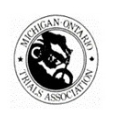 MICHIGAN · ONTARIO
TRIALS ASSOCIATION